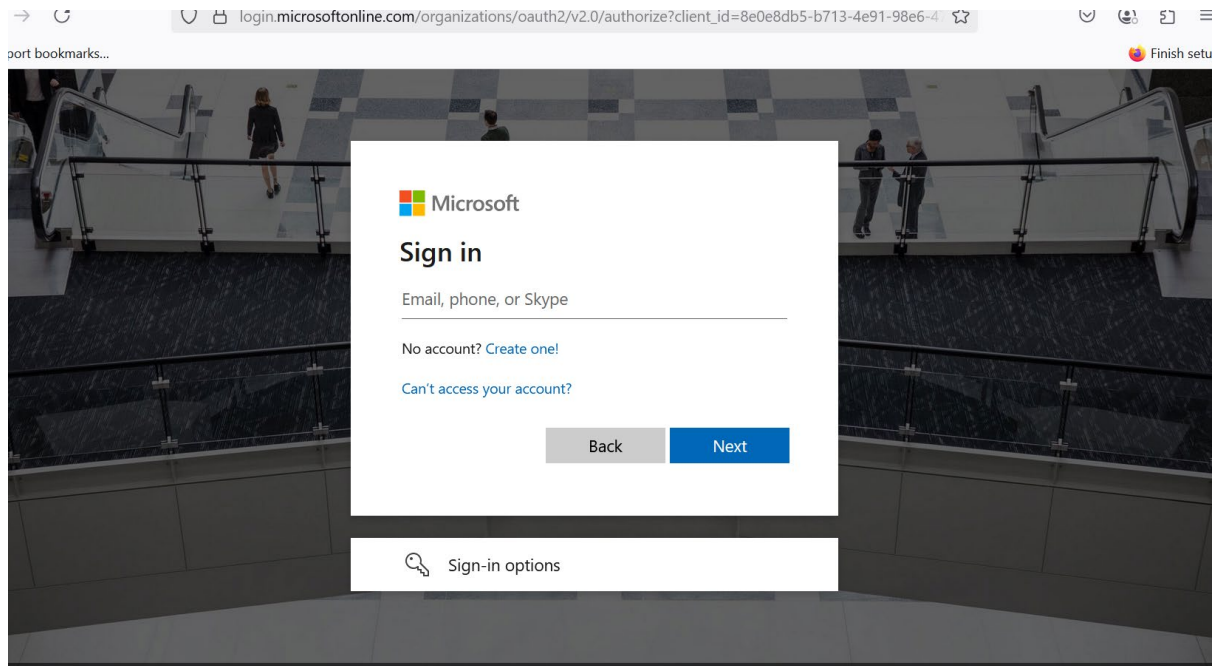 login.microsoftonline.com/organizations/oauth2/v2.0/authorize?client_id=8e0e8db5-b713-4e91-98e6-4
port bookmarks...
Finish setu
Microsoft
Sign in
Email, phone, or Skype
No account? Create one!
Can't access your account?
Back Next
Sign-in options